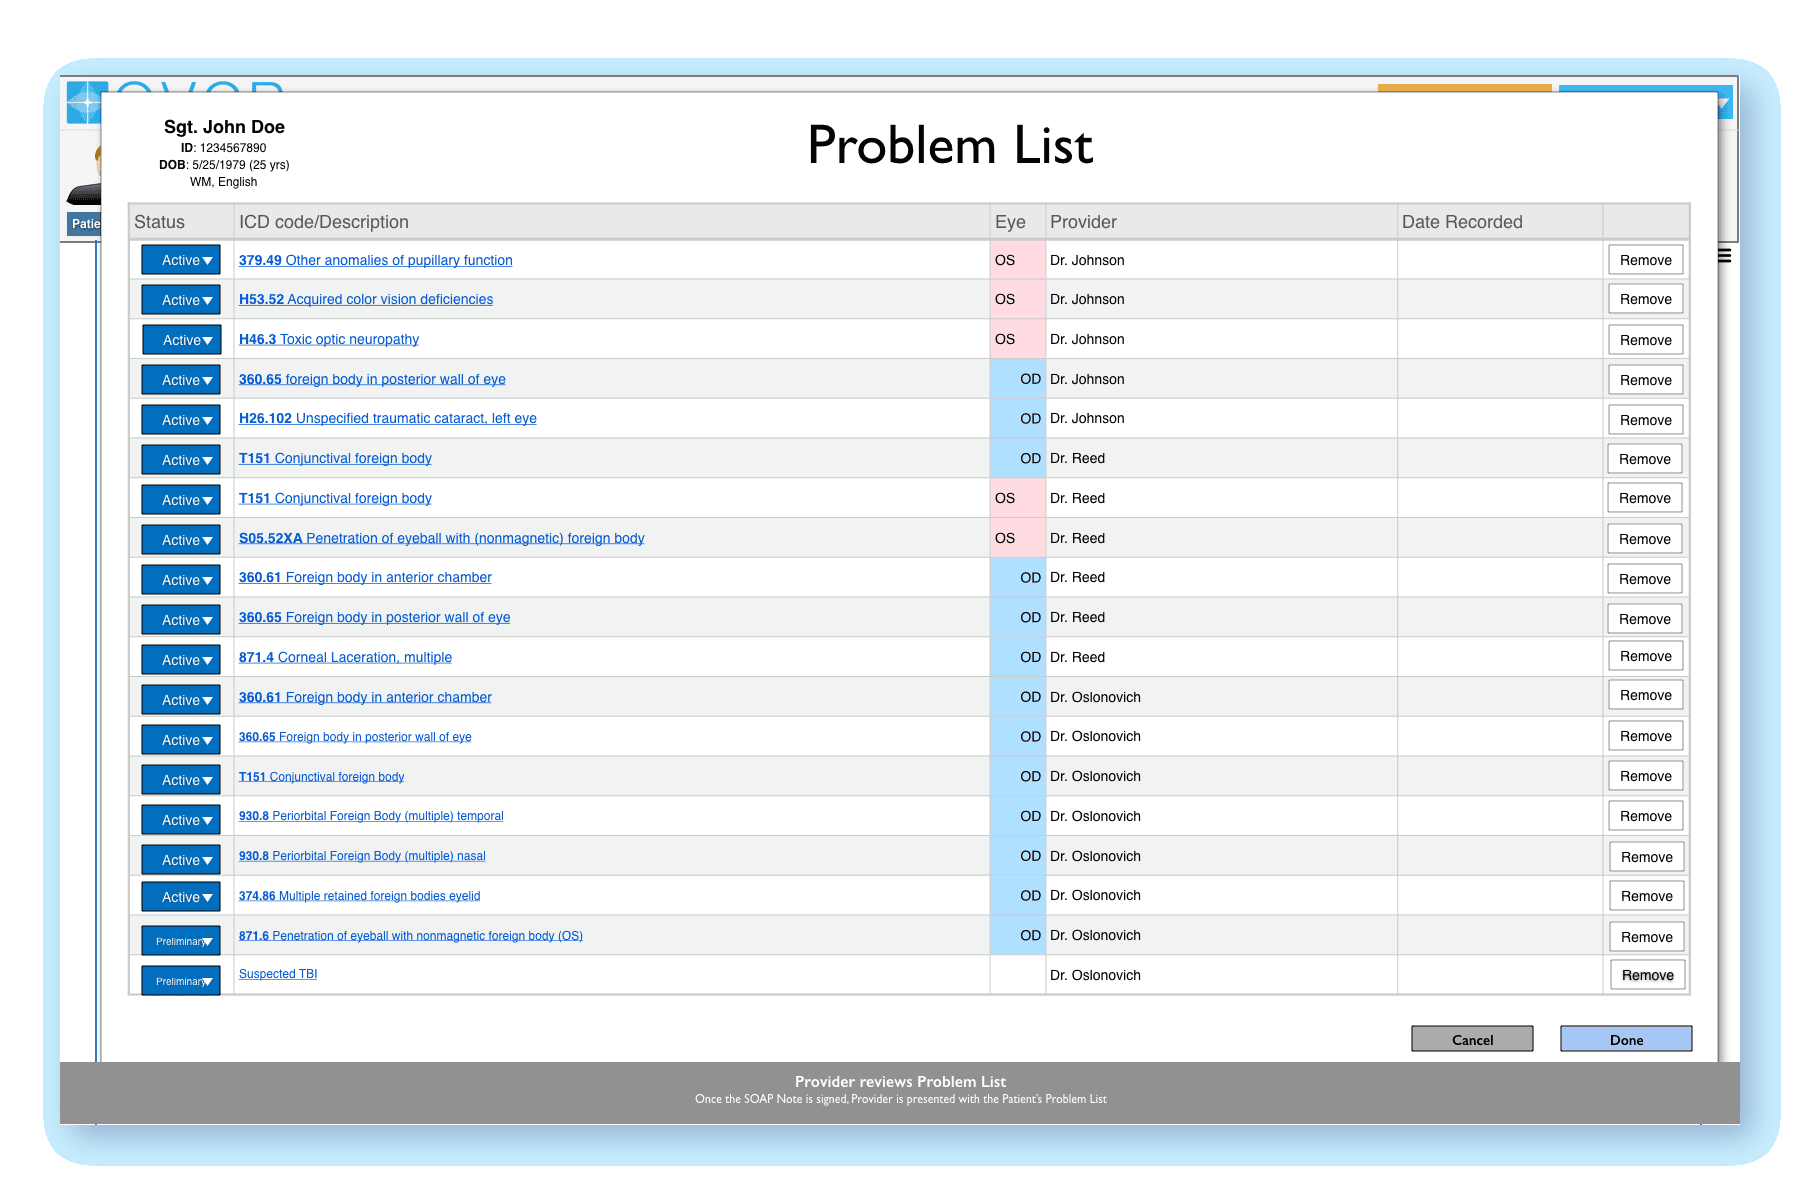 Sgt. John Doe
ID: 1234567890
DOB: 5/25/1979 (25 yrs)
WM, English
Problem List
Patie
Status ICD code/Description Eye Provider Date Recorded
Active 379.49 Other anomalies of pupillary function OS Dr. Johnson Remove
Active H53.52 Acquired color vision deficiencies OS Dr. Johnson Remove
Active H46.3 Toxic optic neuropathy OS Dr. Johnson Remove
Active 360.65 foreign body in posterior wall of eye OD Dr. Johnson Remove
Active H26.102 Unspecified traumatic cataract, left eye OD Dr. Johnson Remove
Active T151 Conjunctival foreign body OD Dr. Reed Remove
Active T151 Conjunctival foreign body OS Dr. Reed Remove
Active S05.52XA Penetration of eyeball with (nonmagnetic) foreign body OS Dr. Reed Remove
Active 360.61 Foreign body in anterior chamber OD Dr. Reed Remove
Active 360.65 Foreign body in posterior wall of eye OD Dr. Reed Remove
Active 871.4 Corneal Laceration, multiple OD Dr. Reed Remove
Active 360.61 Foreign body in anterior chamber OD Dr. Oslonovich Remove
Active 360.65 Foreign body in posterior wall of eye OD Dr. Oslonovich Remove
Active T151 Conjunctival foreign body OD Dr. Oslonovich Remove
Active 930.8 Periorbital Foreign Body (multiple) temporal OD Dr. Oslonovich Remove
Active 930.8 Periorbital Foreign Body (multiple) nasal OD Dr. Oslonovich Remove
Active 374.86 Multiple retained foreign bodies eyelid OD Dr. Oslonovich Remove
Preliminary 871.6 Penetration of eyeball with nonmagnetic foreign body (OS) OD Dr. Oslonovich Remove
Preliminary Suspected TBI Dr. Oslonovich Remove
Cancel Done
Provider reviews Problem List
Once the SOAP Note is signed, Provider is presented with the Patient's Problem List